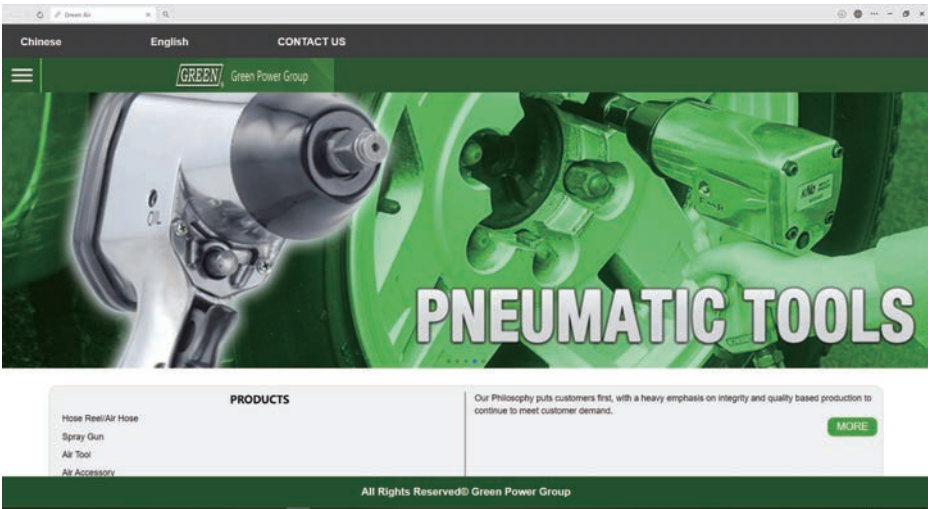 Green Air
Chinese English CONTACT US
GREEN Green Power Group
OIL
PNEUMATIC TOOLS
PRODUCTS
Hose Reel/Air Hose
Spray Gun
Air Tool
Air Accessory
Our Philosophy puts customers first, with a heavy emphasis on integrity and quality based production to
continue to meet customer demand.
MORE
All Rights Reserved© Green Power Group